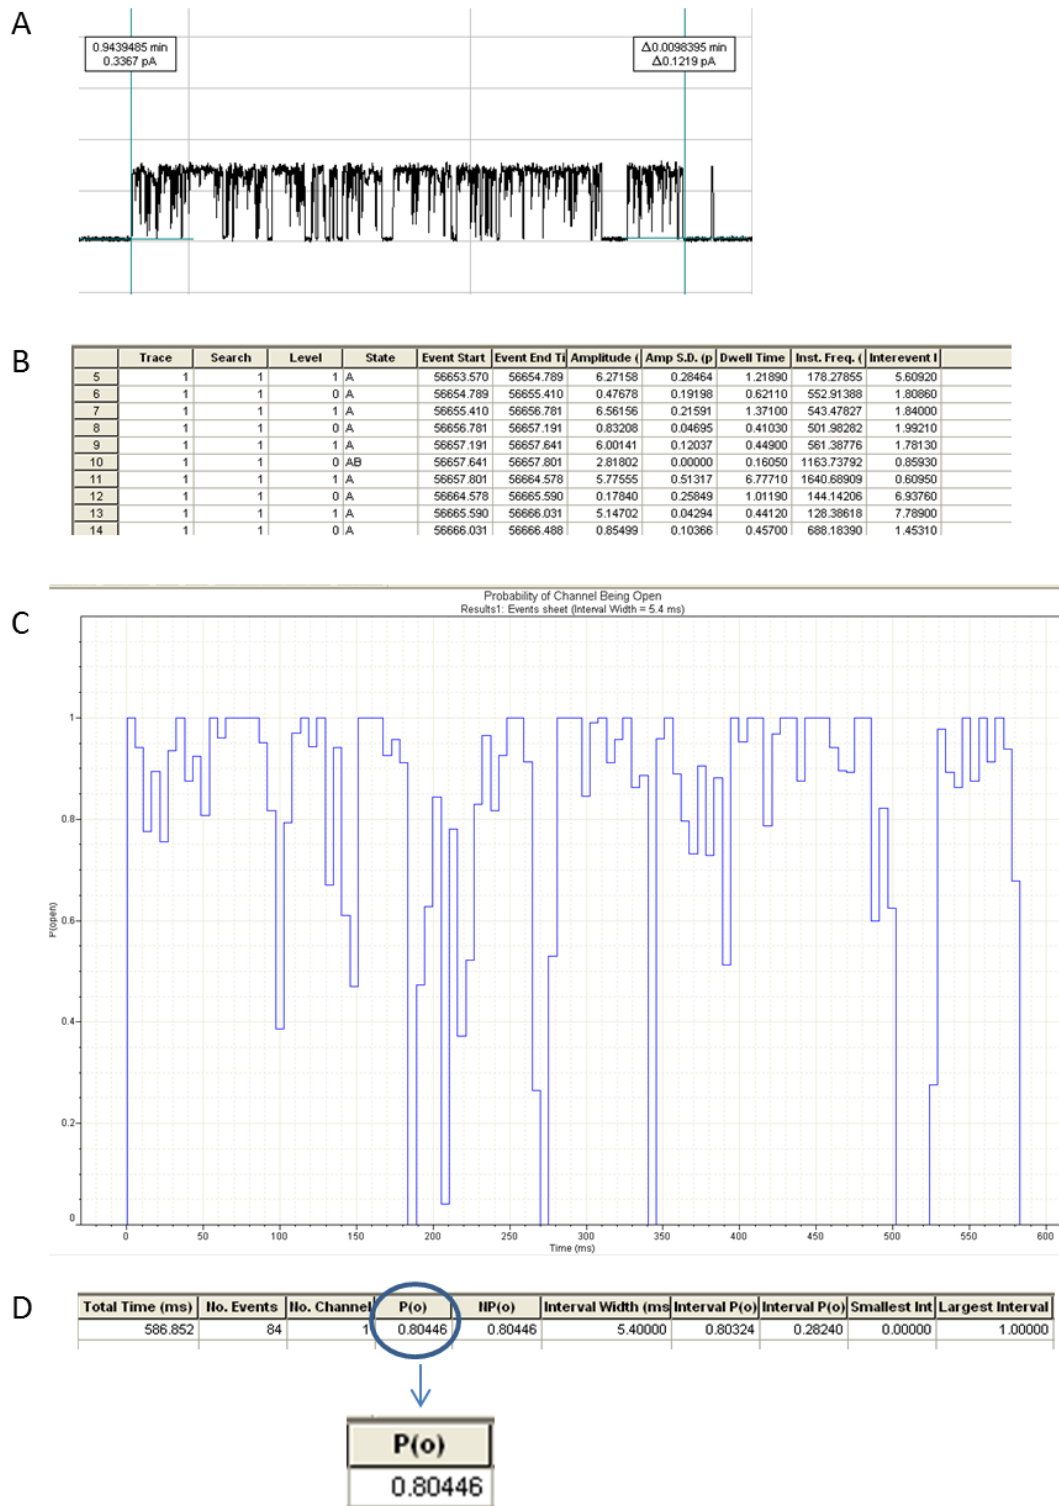 A
0.9439485 min
0.3367 pA
Δ0.0098395 min
Δ0.1219 pA
B
Trace Search Level State Event Start Event End Ti Amplitude ( Amp S.D. (p Dwell Time Inst. Freq. ( Interevent I
5 1 1 1 A 56653.570 56654.789 6.27158 0.28464 1.21890 178.27855 5.60920
6 1 1 0 A 56654.789 56655.410 0.47678 0.19198 0.62110 552.91388 1.80860
7 1 1 1 A 56655.410 56656.781 6.56156 0.21591 1.37100 543.47827 1.84000
8 1 1 0 A 56656.781 56657.191 0.83208 0.04695 0.41030 501.98282 1.99210
9 1 1 1 A 56657.191 56657.641 6.00141 0.12037 0.44900 561.38776 1.78130
10 1 1 0 AB 56657.641 56657.801 2.81802 0.00000 0.16050 1163.73792 0.85930
11 1 1 1 A 56657.801 56664.578 5.77555 0.51317 6.77710 1640.68909 0.60950
12 1 1 0 A 56664.578 56665.590 0.17840 0.25849 1.01190 144.14206 6.93760
13 1 1 1 A 56665.590 56666.031 5.14702 0.04294 0.44120 128.38618 7.78900
14 1 1 0 A 56666.031 56666.488 0.85499 0.10366 0.45700 688.18390 1.45310
C
Probability of Channel Being Open
Results1: Events sheet (Interval Width = 5.4 ms)
1
0.8
0.6
P(open)
0.4
0.2
0
0 50 100 150 200 250 300 350 400 450 500 550 600
Time (ms)
D
Total Time (ms) No. Events No. Channel P(o) NP(o) Interval Width (ms Interval P(o) Interval P(o) Smallest Int Largest Interval
586.852 84 1 0.80446 0.80446 5.40000 0.80324 0.28240 0.00000 1.00000
P(o)
0.80446